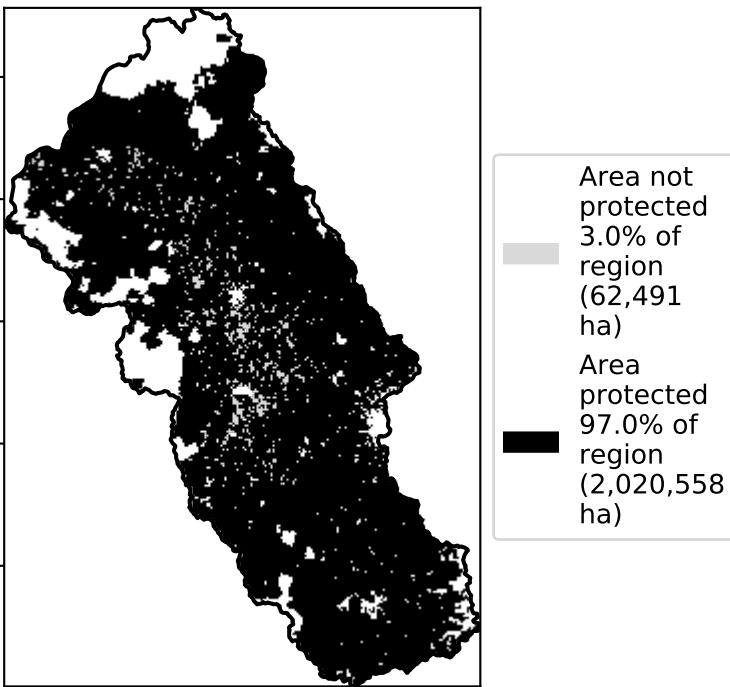 Area not
protected
3.0% of
region
(62,491
ha)
Area
protected
97.0% of
region
(2,020,558
ha)